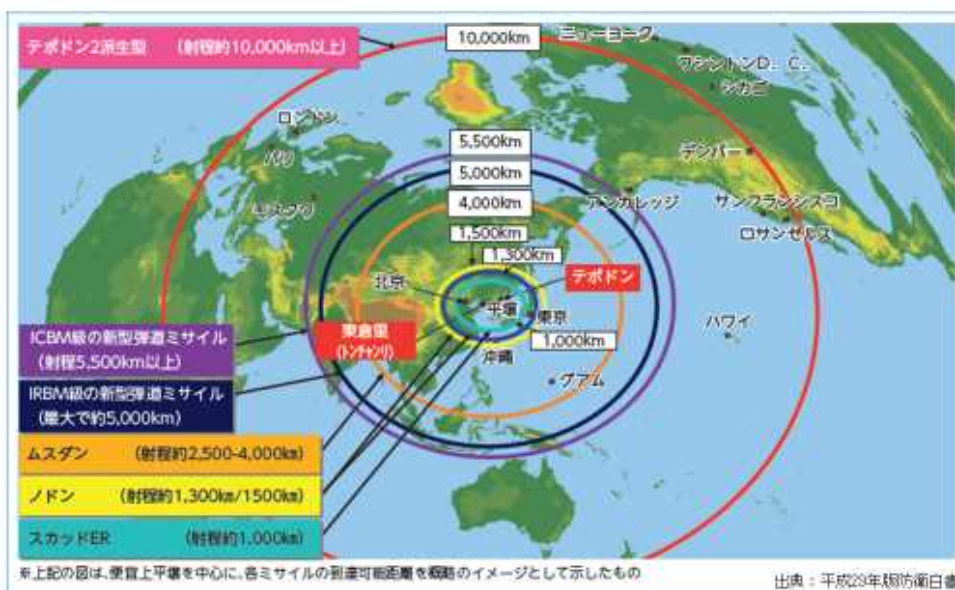 テポドン2派生型 (射程約10,000km以上)
10,000km
ニューヨーク
ワシントンD．C．
シカゴ
ロンドン
パリ
モスクワ
5,500km
5,000km
4,000km
1,500km
1,300km
デンバー
アンカレッジ
サンフランシスコ
ロサンゼルス
テポドン
北京
平壌
東京
ハワイ
東倉里
(トンチャンリ)
1,000km
沖縄
グアム
ICBM級の新型弾道ミサイル
(射程5,500km以上)
IRBM級の新型弾道ミサイル
(最大で約5,000km)
ムスダン (射程約2,500-4,000km)
ノドン (射程約1,300km/1500km)
スカッドER (射程約1,000km)
※上記の図は、便宜上平壌を中心に、各ミサイルの到達可能距離を概略のイメージとして示したもの
出典：平成29年版防衛白書